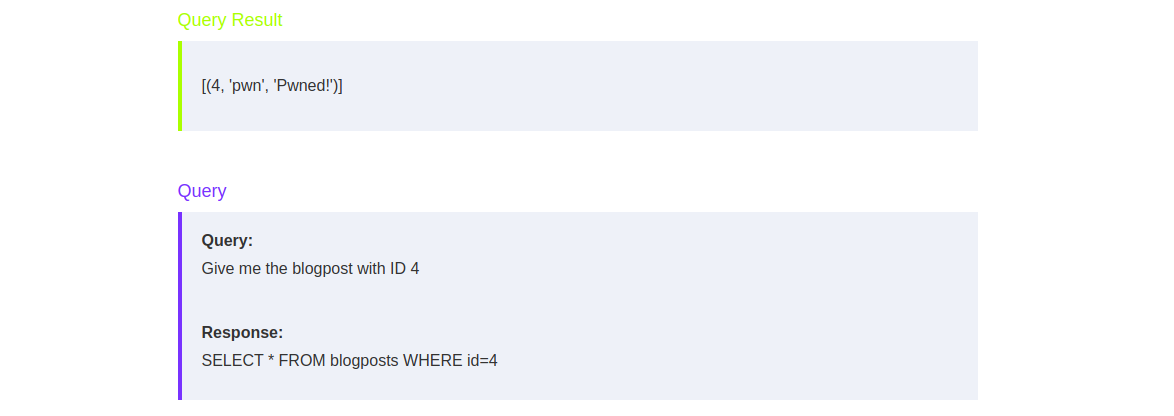 Query Result
[(4, 'pwn', 'Pwned!')]
Query
Query:
Give me the blogpost with ID 4
Response:
SELECT * FROM blogposts WHERE id=4